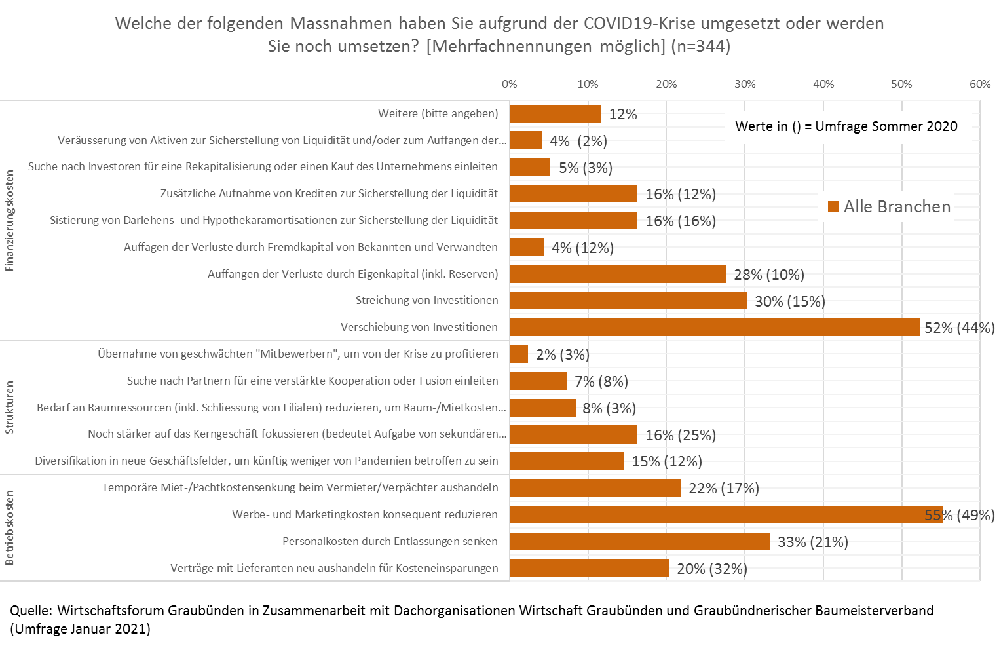 Welche der folgenden Massnahmen haben Sie aufgrund der COVID19-Krise umgesetzt oder werden
Sie noch umsetzen? [Mehrfachnennungen möglich] (n=344)
0% 10% 20% 30% 40% 50% 60%
Werte in () = Umfrage Sommer 2020
Alle Branchen
Finanzierungskosten
Weitere (bitte angeben) 12%
Veräusserung von Aktiven zur Sicherstellung von Liquidität und/oder zum Auffangen der... 4% (2%)
Suche nach Investoren für eine Rekapitalisierung oder einen Kauf des Unternehmens einleiten 5% (3%)
Zusätzliche Aufnahme von Krediten zur Sicherstellung der Liquidität 16% (12%)
Sistierung von Darlehens- und Hypothekaramortisationen zur Sicherstellung der Liquidität 16% (16%)
Auffagen der Verluste durch Fremdkapital von Bekannten und Verwandten 4% (12%)
Auffangen der Verluste durch Eigenkapital (inkl. Reserven) 28% (10%)
Streichung von Investitionen 30% (15%)
Verschiebung von Investitionen 52% (44%)
Strukturen
Übernahme von geschwächten "Mitbewerbern", um von der Krise zu profitieren 2% (3%)
Suche nach Partnern für eine verstärkte Kooperation oder Fusion einleiten 7% (8%)
Bedarf an Raumressourcen (inkl. Schliessung von Filialen) reduzieren, um Raum-/Mietkosten... 8% (3%)
Noch stärker auf das Kerngeschäft fokussieren (bedeutet Aufgabe von sekundären... 16% (25%)
Diversifikation in neue Geschäftsfelder, um künftig weniger von Pandemien betroffen zu sein 15% (12%)
Betriebskosten
Temporäre Miet-/Pachtkostensenkung beim Vermieter/Verpächter aushandeln 22% (17%)
Werbe- und Marketingkosten konsequent reduzieren 55% (49%)
Personalkosten durch Entlassungen senken 33% (21%)
Verträge mit Lieferanten neu aushandeln für Kosteneinsparungen 20% (32%)
Quelle: Wirtschaftsforum Graubünden in Zusammenarbeit mit Dachorganisationen Wirtschaft Graubünden und Graubündnerischer Baumeisterverband
(Umfrage Januar 2021)